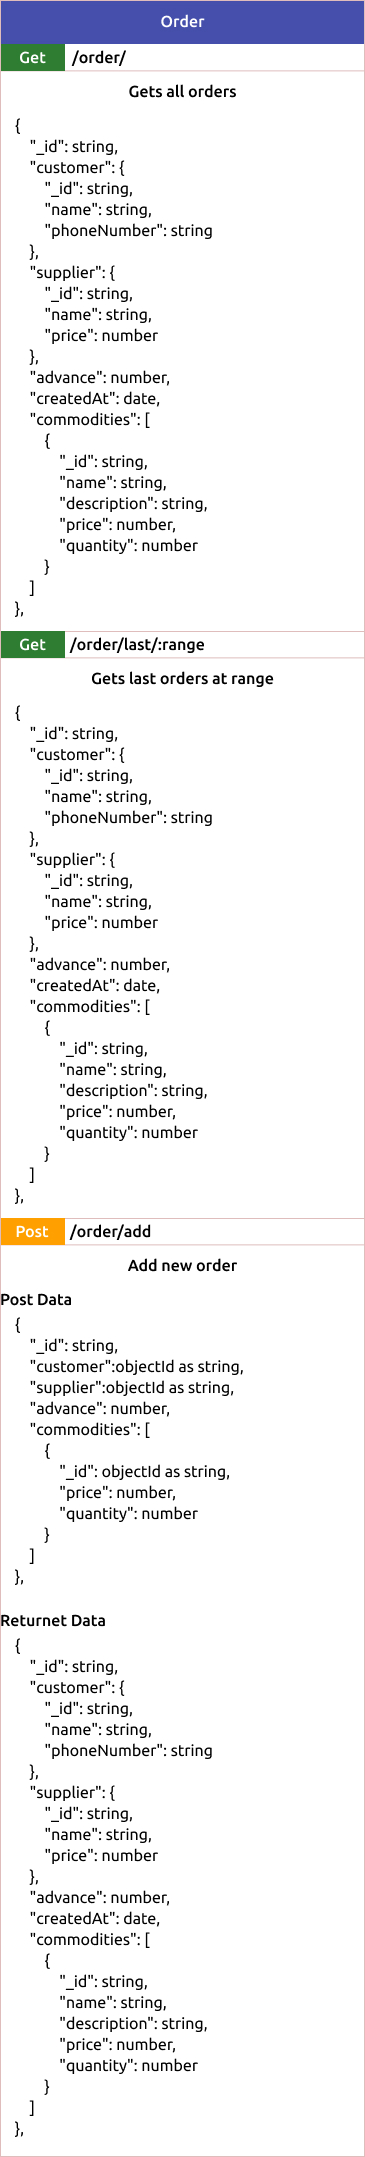 Order
Get /order/
Gets all orders
{
"_id": string,
"customer": {
"_id": string,
"name": string,
"phoneNumber": string
},
"supplier": {
"_id": string,
"name": string,
"price": number
},
"advance": number,
"createdAt": date,
"commodities": [
{
"_id": string,
"name": string,
"description": string,
"price": number,
"quantity": number
}
]
},
Get /order/last/:range
Gets last orders at range
{
"_id": string,
"customer": {
"_id": string,
"name": string,
"phoneNumber": string
},
"supplier": {
"_id": string,
"name": string,
"price": number
},
"advance": number,
"createdAt": date,
"commodities": [
{
"_id": string,
"name": string,
"description": string,
"price": number,
"quantity": number
}
]
},
Post /order/add
Add new order
Post Data
{
"_id": string,
"customer":objectId as string,
"supplier":objectId as string,
"advance": number,
"commodities": [
{
"_id": objectId as string,
"price": number,
"quantity": number
}
]
},
Returnet Data
{
"_id": string,
"customer": {
"_id": string,
"name": string,
"phoneNumber": string
},
"supplier": {
"_id": string,
"name": string,
"price": number
},
"advance": number,
"createdAt": date,
"commodities": [
{
"_id": string,
"name": string,
"description": string,
"price": number,
"quantity": number
}
]
},